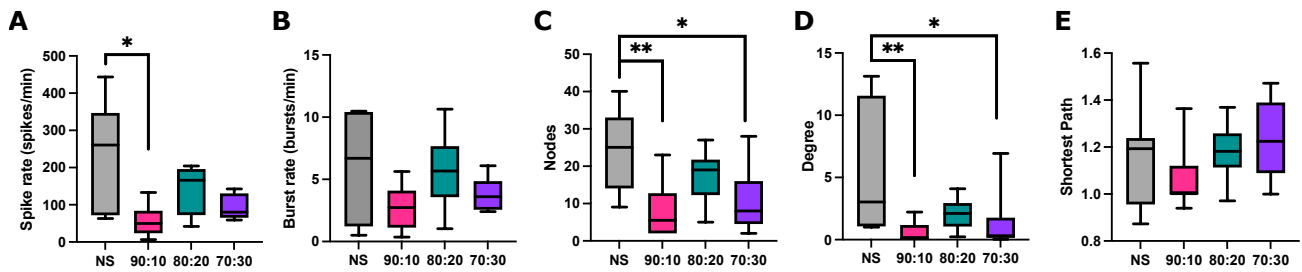 A
B
C
D
E
Spike rate (spikes/min)
500
400
300
200
100
0
*
NS 90:10 80:20 70:30
Burst rate (bursts/min)
15
10
5
0
NS 90:10 80:20 70:30
Nodes
50
40
30
20
10
0
*
**
NS 90:10 80:20 70:30
Degree
15
10
5
0
*
**
NS 90:10 80:20 70:30
Shortest Path
1.6
1.4
1.2
1.0
0.8
NS 90:10 80:20 70:30